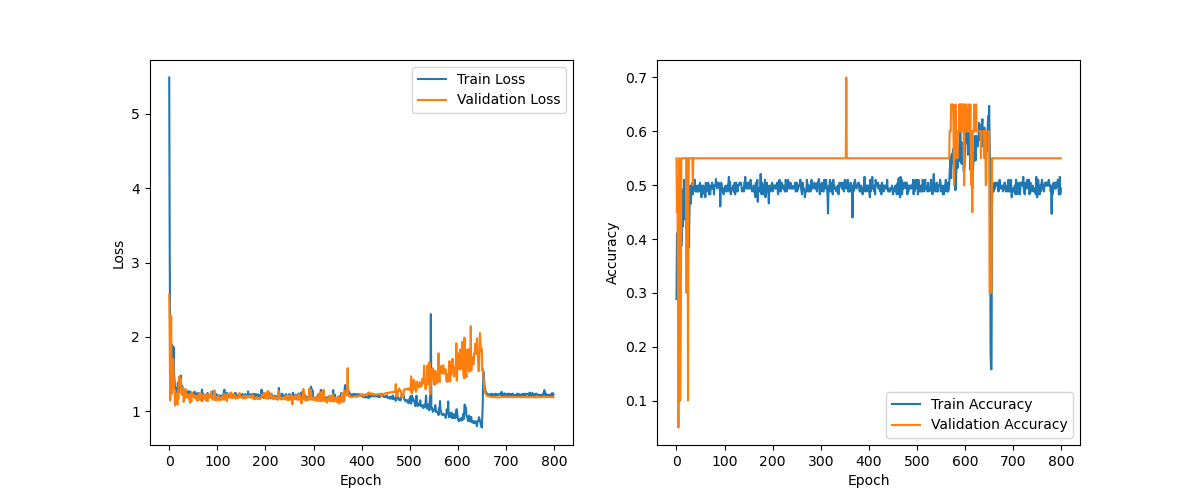 Train Loss
Validation Loss
5
4
3
2
1
Loss
0 100 200 300 400 500 600 700 800
Epoch
0.7
0.6
0.5
0.4
0.3
0.2
0.1
Accuracy
Train Accuracy
Validation Accuracy
0 100 200 300 400 500 600 700 800
Epoch